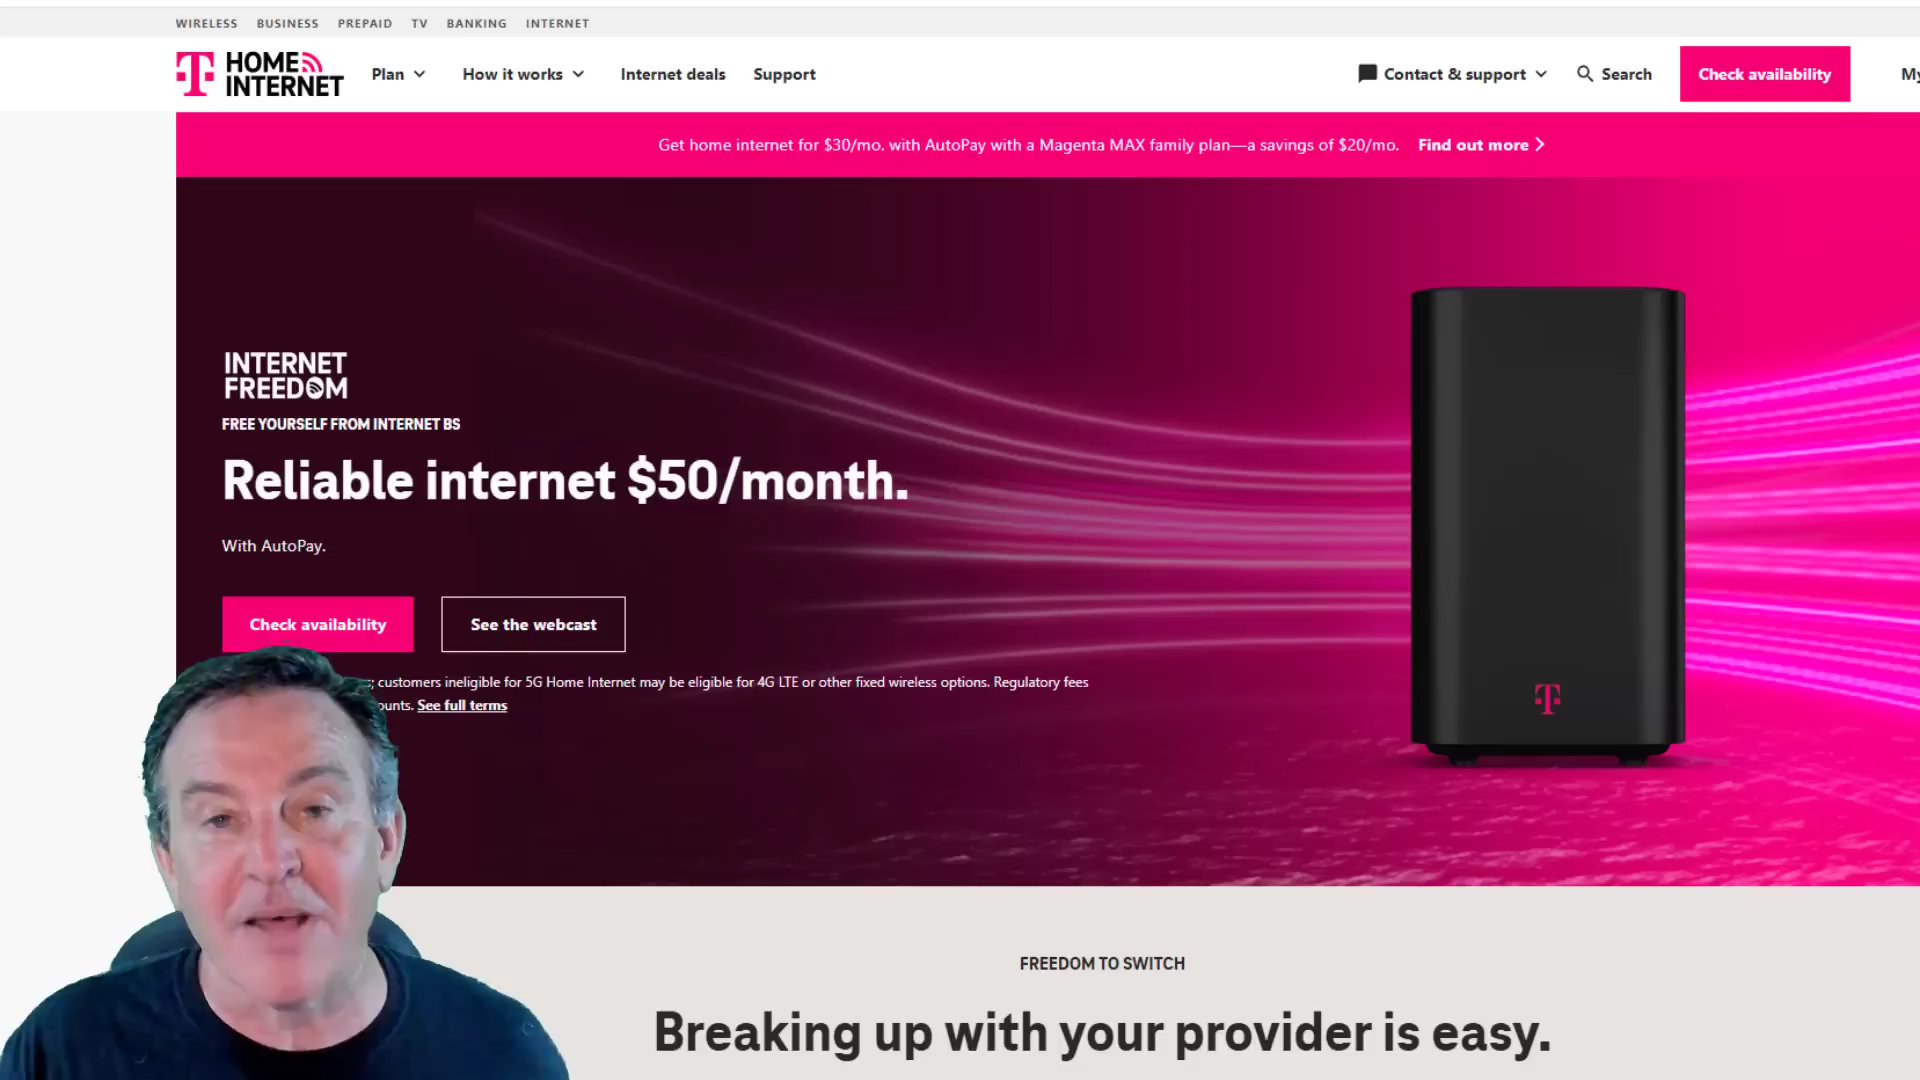 WIRELESS BUSINESS PREPAID TV BANKING INTERNET
T HOME INTERNET
Plan How it works Internet deals Support Contact & support Search Check availability My
Get home internet for $30/mo. with AutoPay with a Magenta MAX family plan—a savings of $20/mo. Find out more
INTERNET
FREEDOM
FREE YOURSELF FROM INTERNET BS
Reliable internet $50/month.
With AutoPay.
Check availability See the webcast
; customers ineligible for 5G Home Internet may be eligible for 4G LTE or other fixed wireless options. Regulatory fees
ounts. See full terms
T
FREEDOM TO SWITCH
Breaking up with your provider is easy.